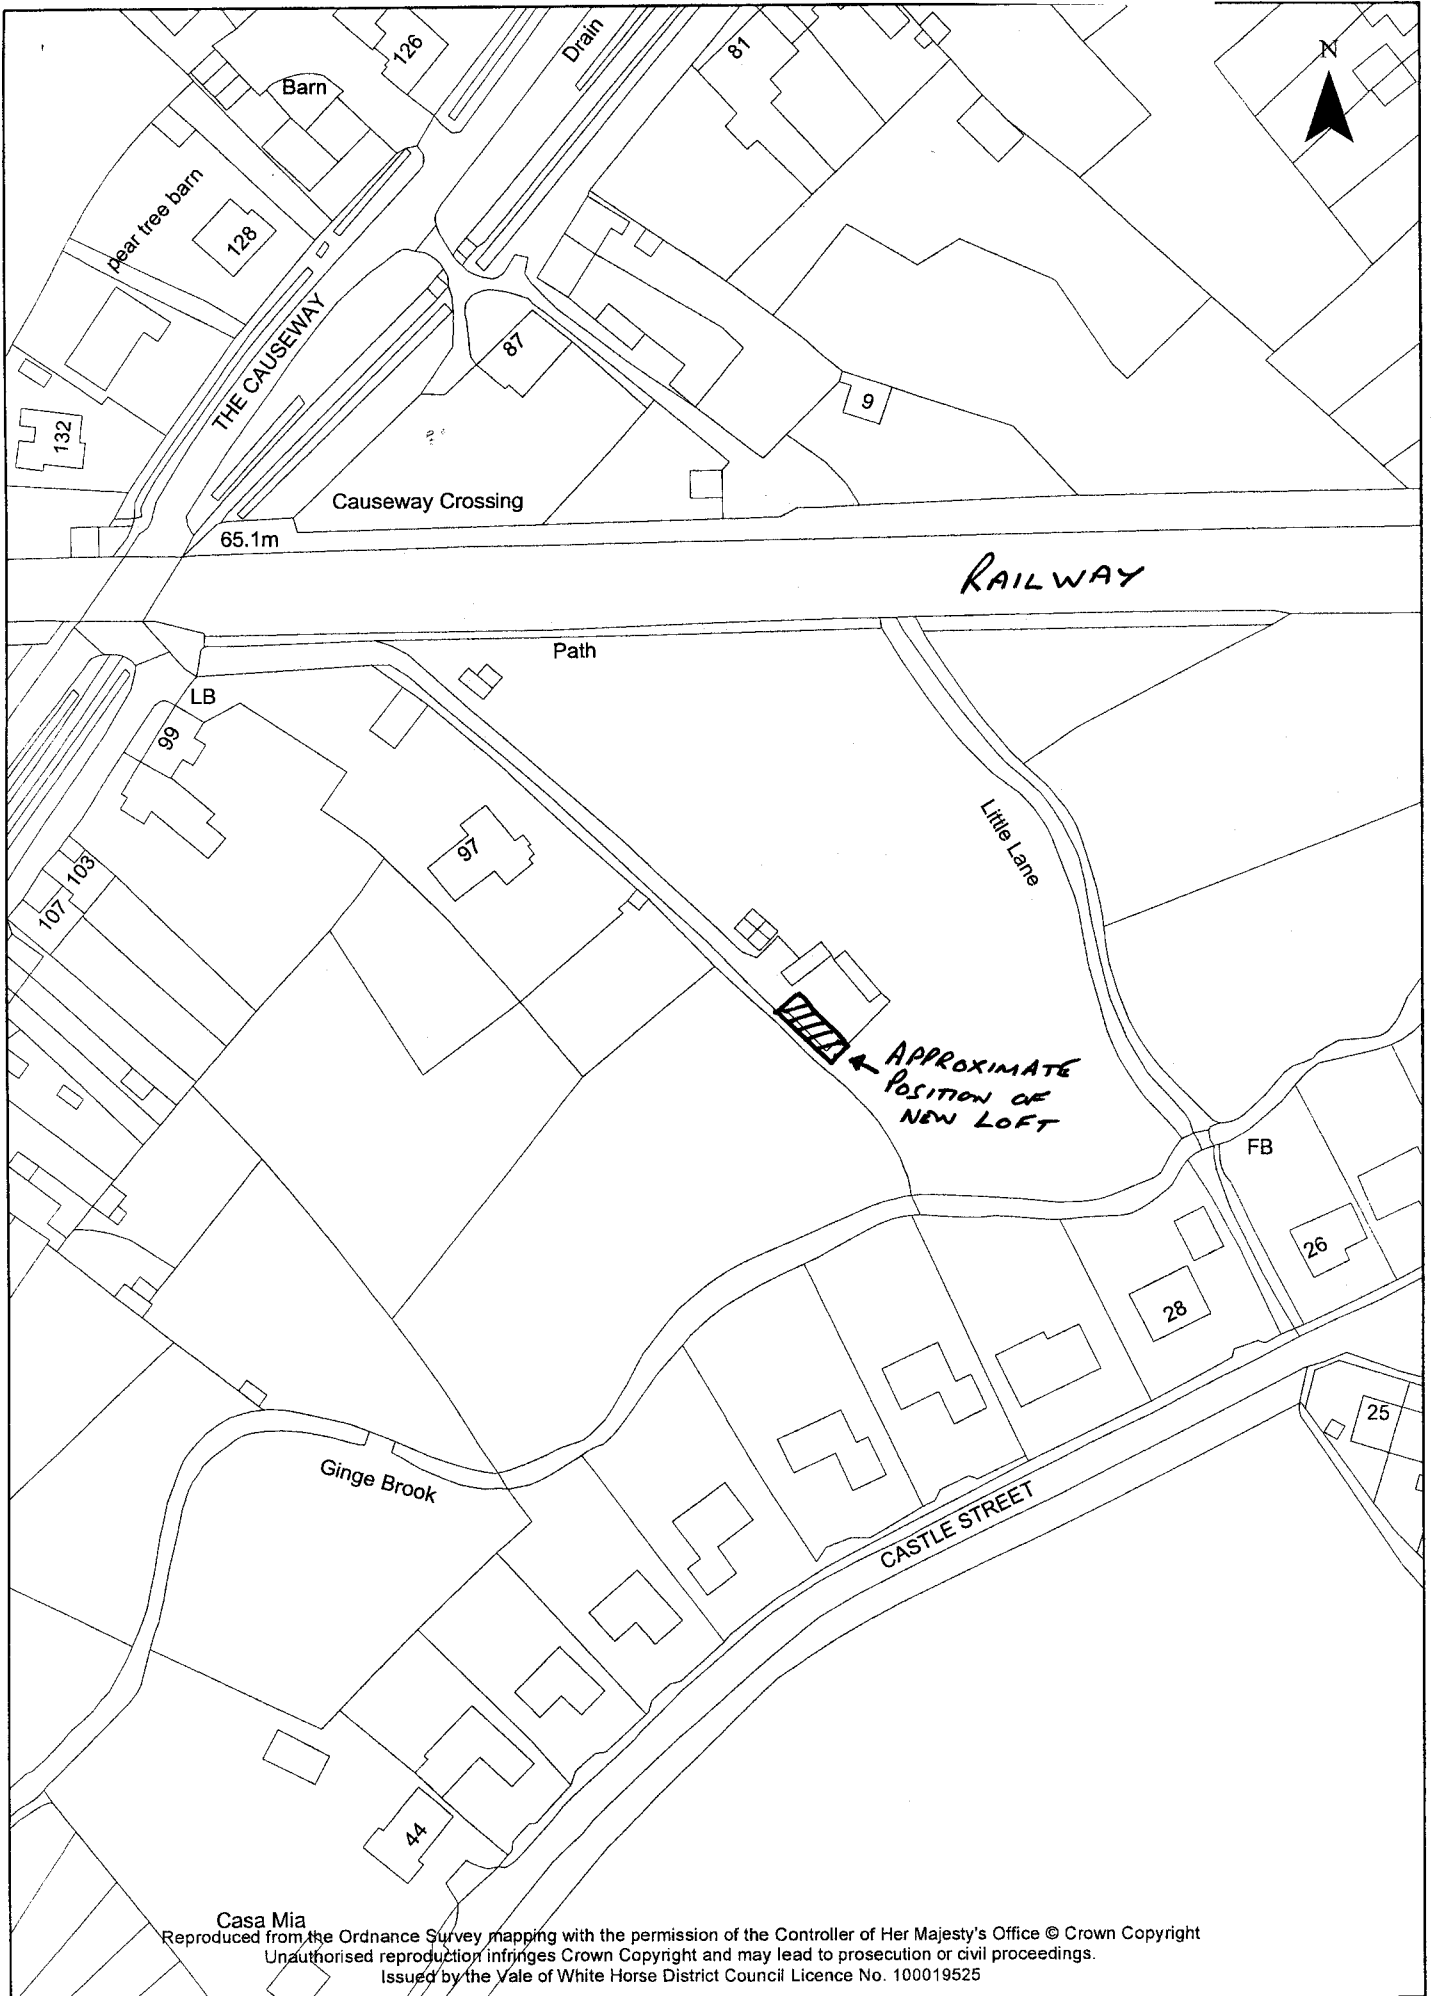 126
Drain
81
N
Barn
pear tree barn
128
THE CAUSEWAY
87
9
132
Causeway Crossing
65.1m
RAILWAY
Path
LB
99
97
Little Lane
103
107
APPROXIMATE
POSITION OF
NEW LOFT
FB
26
28
25
Ginge Brook
CASTLE STREET
44
Casa Mia
Reproduced from the Ordnance Survey mapping with the permission of the Controller of Her Majesty's Office © Crown Copyright
Unauthorised reproduction infringes Crown Copyright and may lead to prosecution or civil proceedings.
Issued by the Vale of White Horse District Council Licence No. 100019525